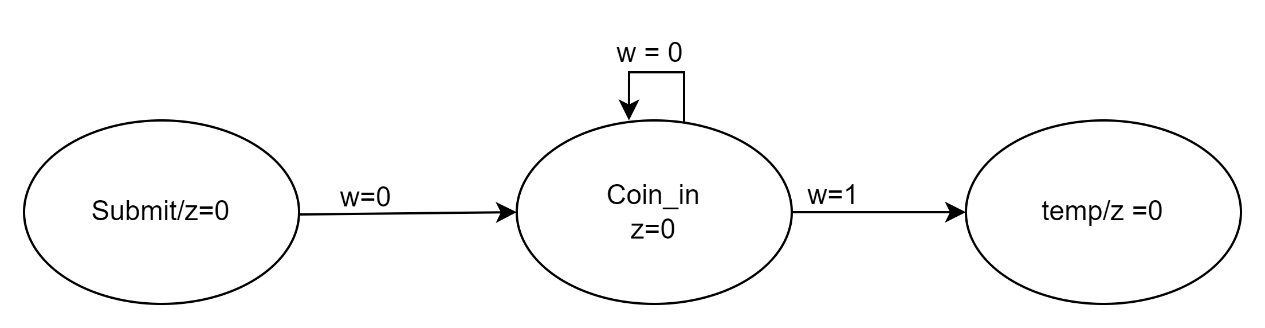 w = 0
Submit/z=0
w=0
Coin_in
z=0
w=1
temp/z =0